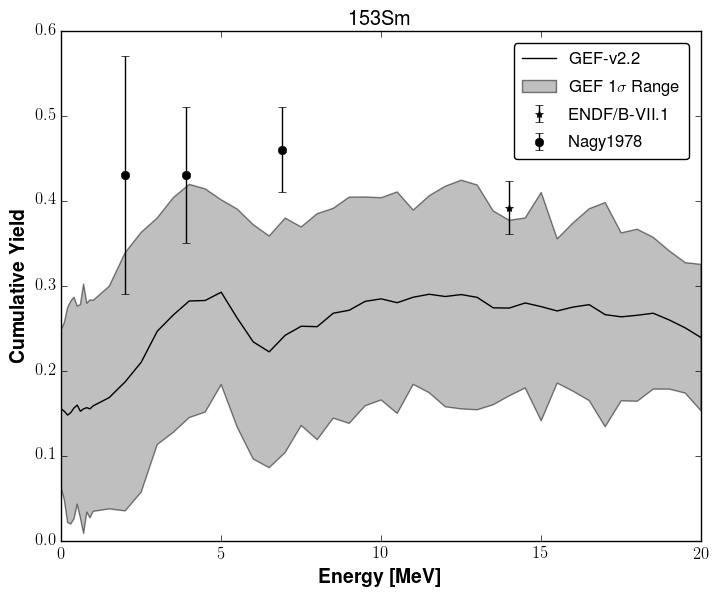 153Sm
0.6
0.5
0.4
0.3
0.2
0.1
0.0
Cumulative Yield
GEF-v2.2
GEF 1σ Range
ENDF/B-VII.1
Nagy1978
0 5 10 15 20
Energy [MeV]